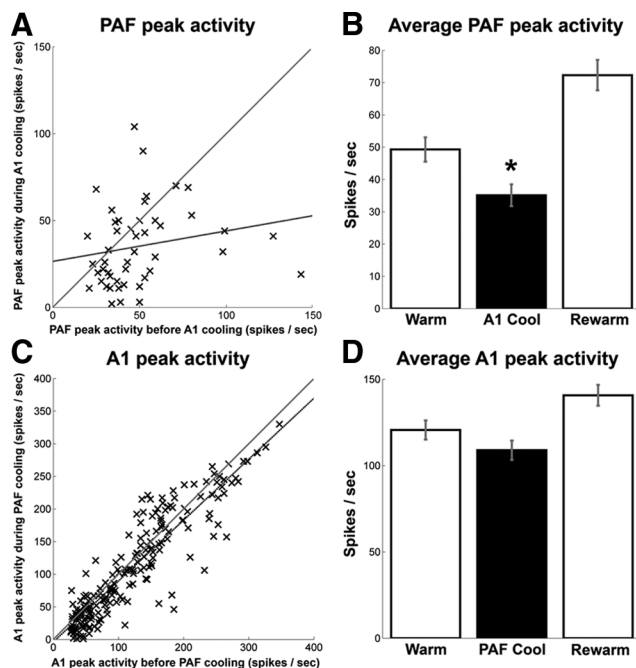 A
PAF peak activity
PAF peak activity during A1 cooling (spikes / sec)
150
100
50
0
0
50
100
150
PAF peak activity before A1 cooling (spikes / sec)
B
Average PAF peak activity
Spikes / sec
80
70
60
50
40
30
20
10
0
*
Warm
A1 Cool
Rewarm
C
A1 peak activity
A1 peak activity during PAF cooling (spikes / sec)
400
350
300
250
200
150
100
50
0
0
100
200
300
400
A1 peak activity before PAF cooling (spikes / sec)
D
Average A1 peak activity
Spikes / sec
150
100
50
0
Warm
PAF Cool
Rewarm